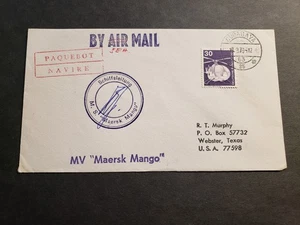 BY AIR MAIL
PAQUEBOT
NAVIRE
30
Schiffsleitung
M. S. "Maersk Mango"
R. T. Murphy
P. O. Box 57732
Webster, Texas
U. S. A. 77598
MV "Maersk Mango"